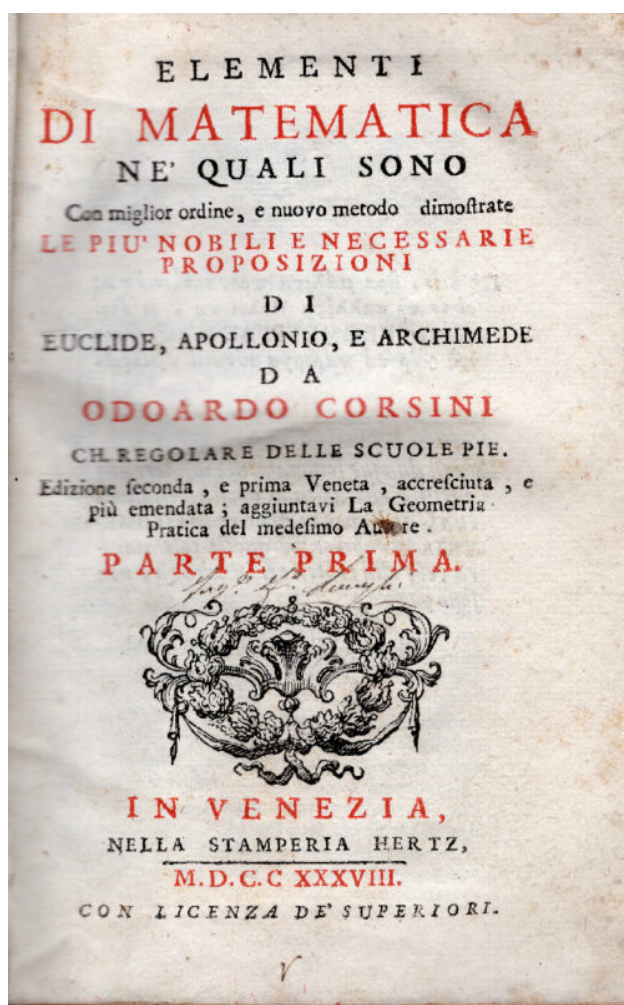 ELEMENTI
DI MATEMATICA
NE' QUALI SONO
Con miglior ordine, e nuovo metodo dimoſtrate
LE PIU' NOBILI E NECESSARIE
PROPOSIZIONI
DI
EUCLIDE, APOLLONIO, E ARCHIMEDE
DA
ODOARDO CORSINI
CH. REGOLARE DELLE SCUOLE PIE.
Edizione ſeconda, e prima Veneta, accreſciuta, e
più emendata; aggiuntavi La Geometria
Pratica del medeſimo Autore.
PARTE PRIMA.
IN VENEZIA,
NELLA STAMPERIA HERTZ,
M.D.C.C XXXVIII.
CON LICENZA DE' SUPERIORI.